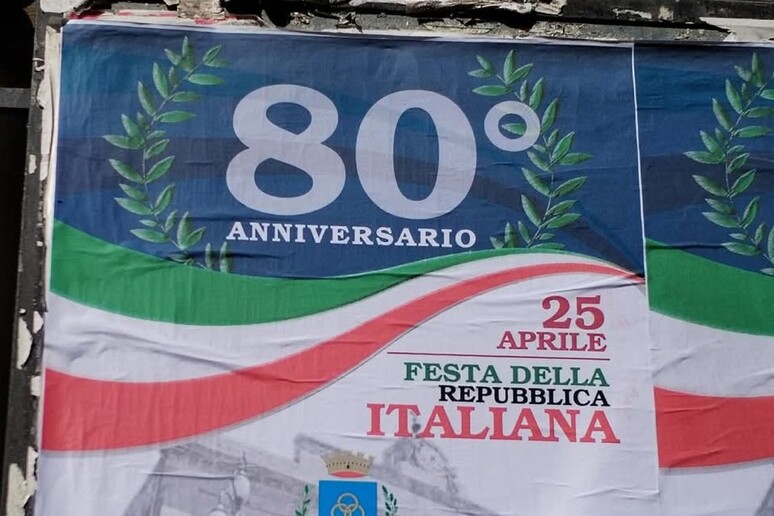 80°
ANNIVERSARIO
25
APRILE
FESTA DELLA
REPUBBLICA
ITALIANA